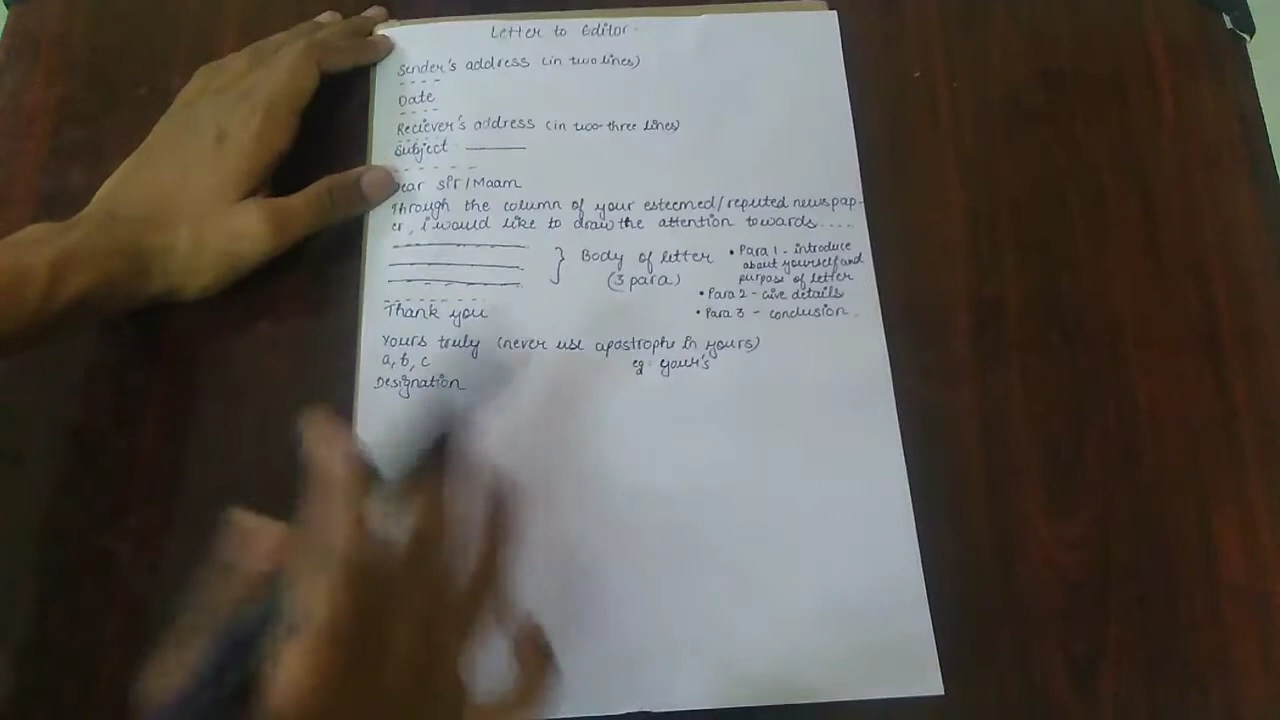 Letter to Editor-
Sender's address (in two lines)
Date
Reciever's address (in two-three lines)
Subject
Dear Sir/Maam
Through the column of your esteemed/reputed newspap-
er, i would like to draw the attention towards.....
Body of letter
(3 para)
• Para 1 - introduce
about yourself and
purpose of letter
• Para 2 - Give details
• Para 3 - conclusion.
Thank you
Yours truly (never use apastrophe in yours)
a, b, c
eg: your's
Designation